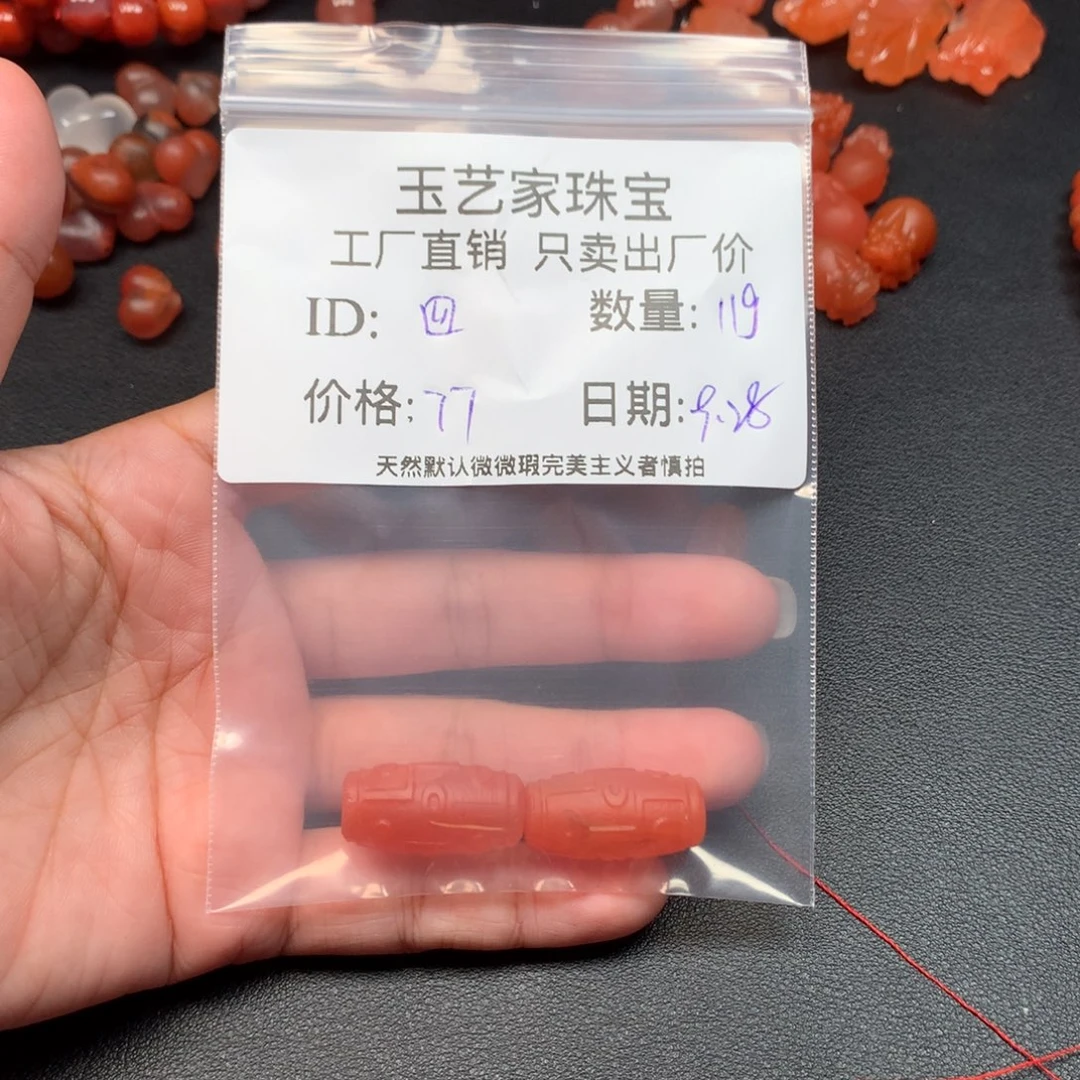 玉艺家珠宝
工厂直销 只卖出厂价
ID: 四 数量: 119
价格: 77 日期: 9.28
天然默认微微瑕完美主义者慎拍